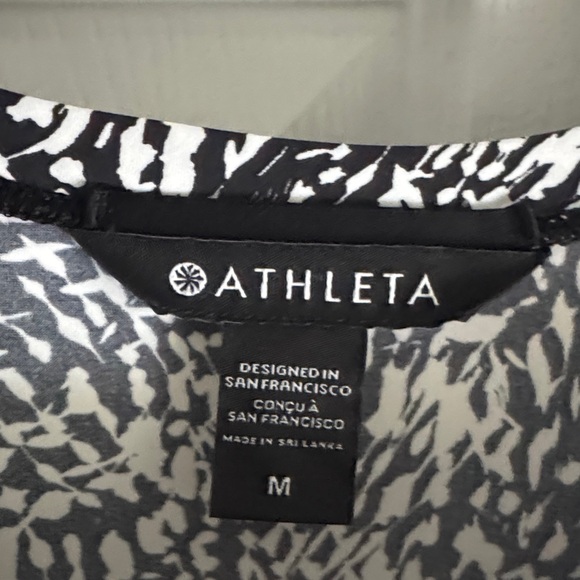 ATHLETA
DESIGNED IN
SAN FRANCISCO
CONÇU À
SAN FRANCISCO
MADE IN SRI LANKA
M